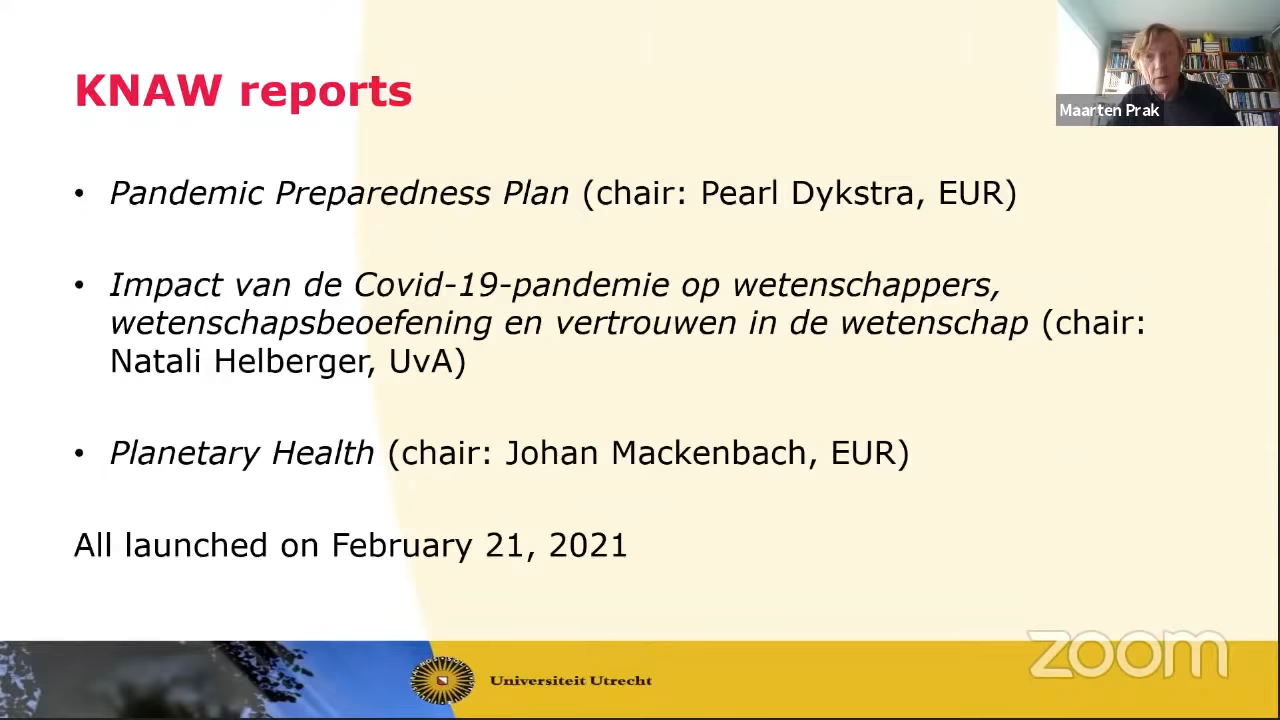 KNAW reports
Maarten Prak
• Pandemic Preparedness Plan (chair: Pearl Dykstra, EUR)
• Impact van de Covid-19-pandemie op wetenschappers,
wetenschapsbeoefening en vertrouwen in de wetenschap (chair:
Natali Helberger, UvA)
• Planetary Health (chair: Johan Mackenbach, EUR)
All launched on February 21, 2021
zoom
Universiteit Utrecht